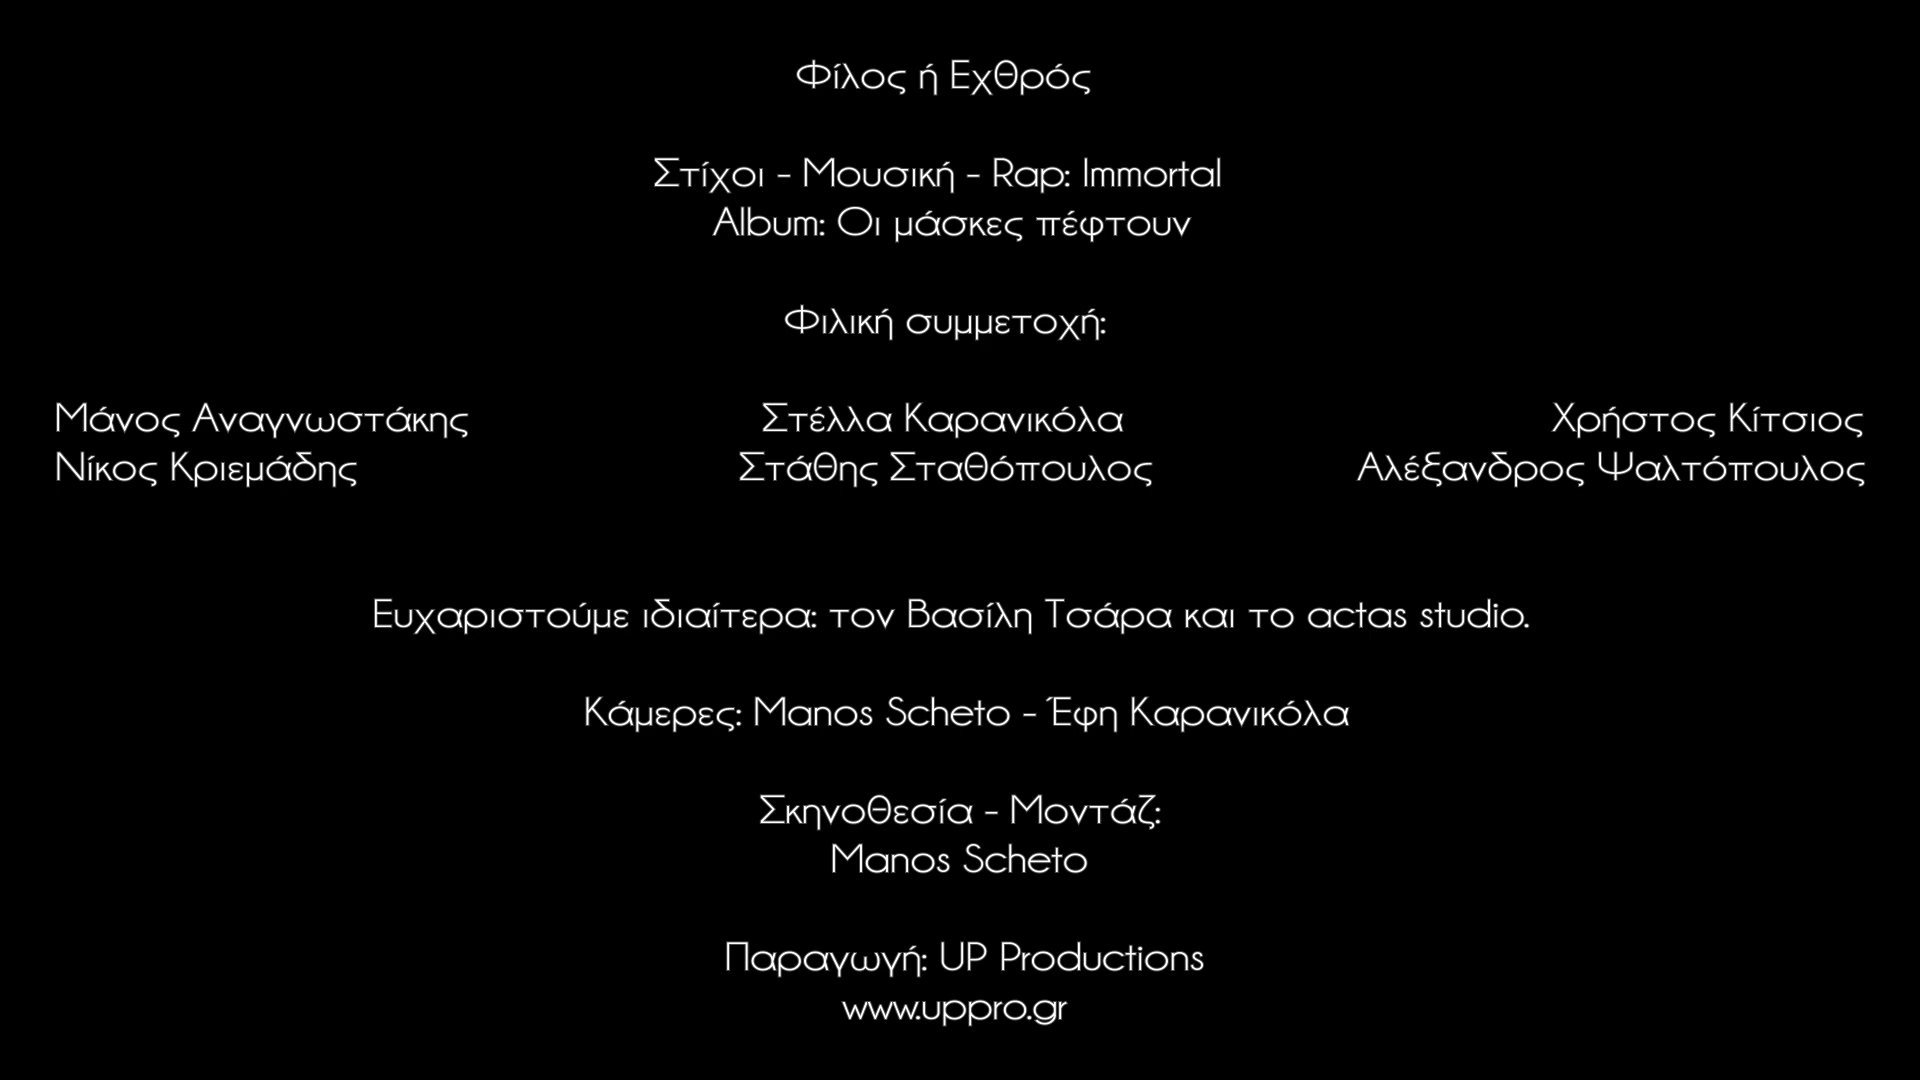 Φίλος ή Εχθρός
Στίχοι - Μουσική - Rap: Immortal
Album: Οι μάσκες πέφτουν
Φιλική συμμετοχή:
Μάνος Αναγνωστάκης Στέλλα Καρανικόλα Χρήστος Κίτσιος
Νίκος Κριεμάδης Στάθης Σταθόπουλος Αλέξανδρος Ψαλτόπουλος
Ευχαριστούμε ιδιαίτερα: τον Βασίλη Τσάρα και το actas studio.
Κάμερες: Manos Scheto - Έφη Καρανικόλα
Σκηνοθεσία - Μοντάζ:
Manos Scheto
Παραγωγή: UP Productions
www.uppro.gr